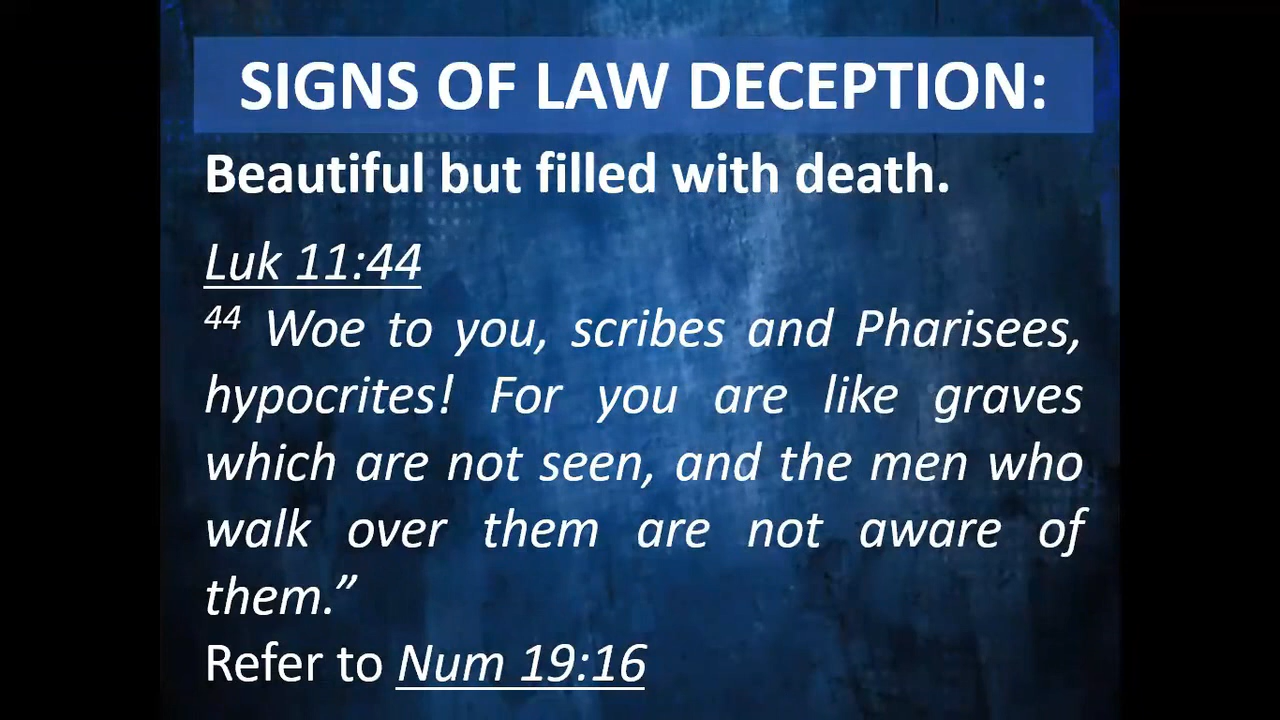 SIGNS OF LAW DECEPTION:
Beautiful but filled with death.
Luk 11:44
44 Woe to you, scribes and Pharisees,
hypocrites! For you are like graves
which are not seen, and the men who
walk over them are not aware of
them.”
Refer to Num 19:16